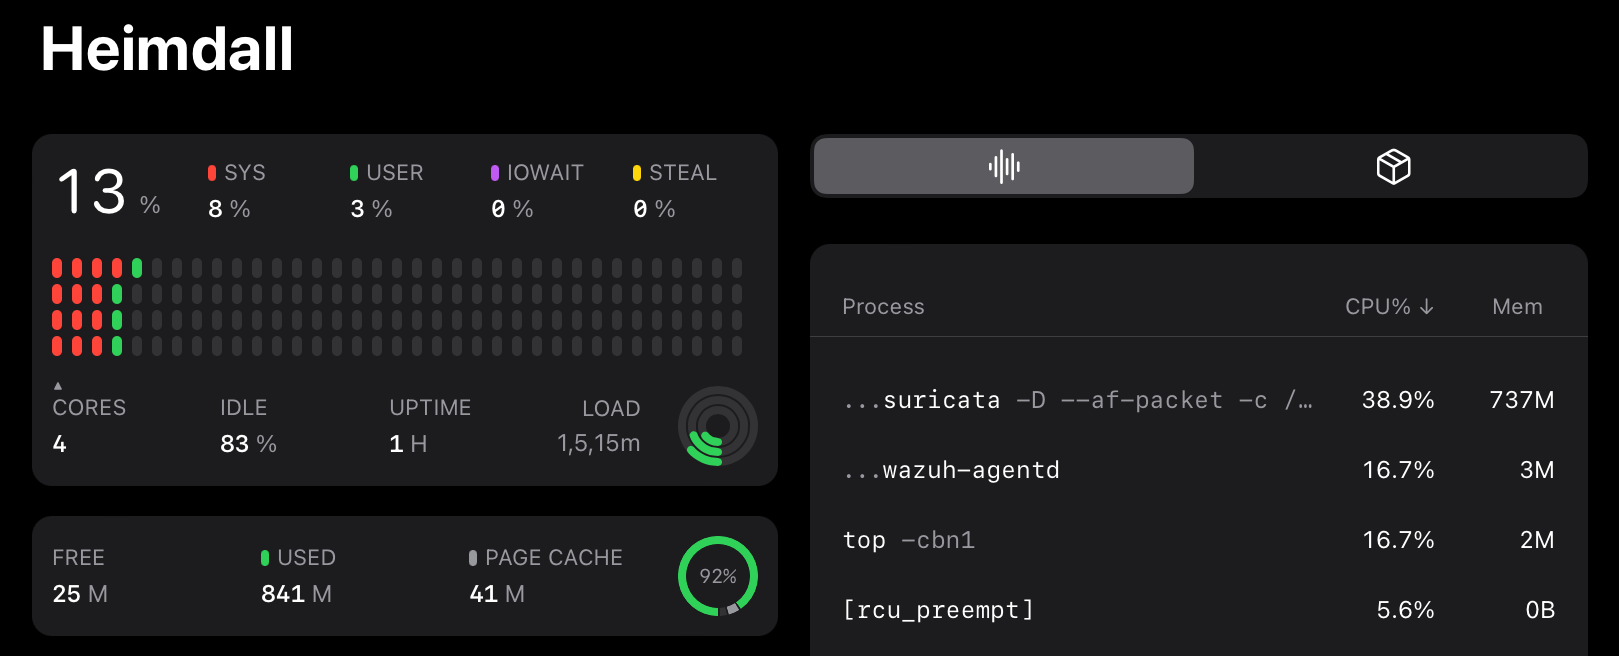 Heimdall
13 %
SYS
8 %
USER
3 %
IOWAIT
0 %
STEAL
0 %
CORES
4
IDLE
83 %
UPTIME
1 H
LOAD
1,5,15m
FREE
25 M
USED
841 M
PAGE CACHE
41 M
92%
Process CPU% ↓ Mem
...suricata -D --af-packet -c /… 38.9% 737M
...wazuh-agentd 16.7% 3M
top -cbn1 16.7% 2M
[rcu_preempt] 5.6% 0B